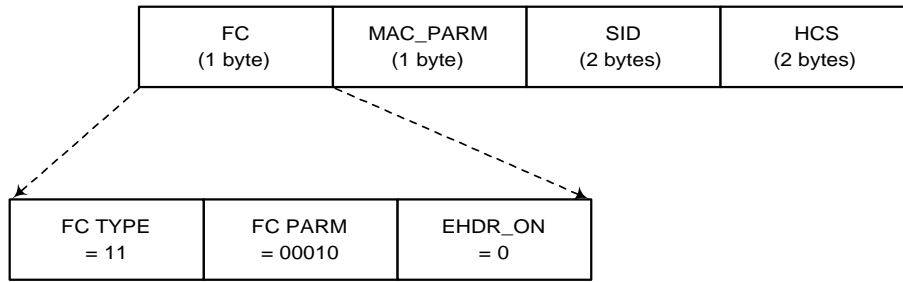 FC MAC_PARM SID HCS
(1 byte) (1 byte) (2 bytes) (2 bytes)
FC TYPE FC PARM EHDR_ON
= 11 = 00010 = 0